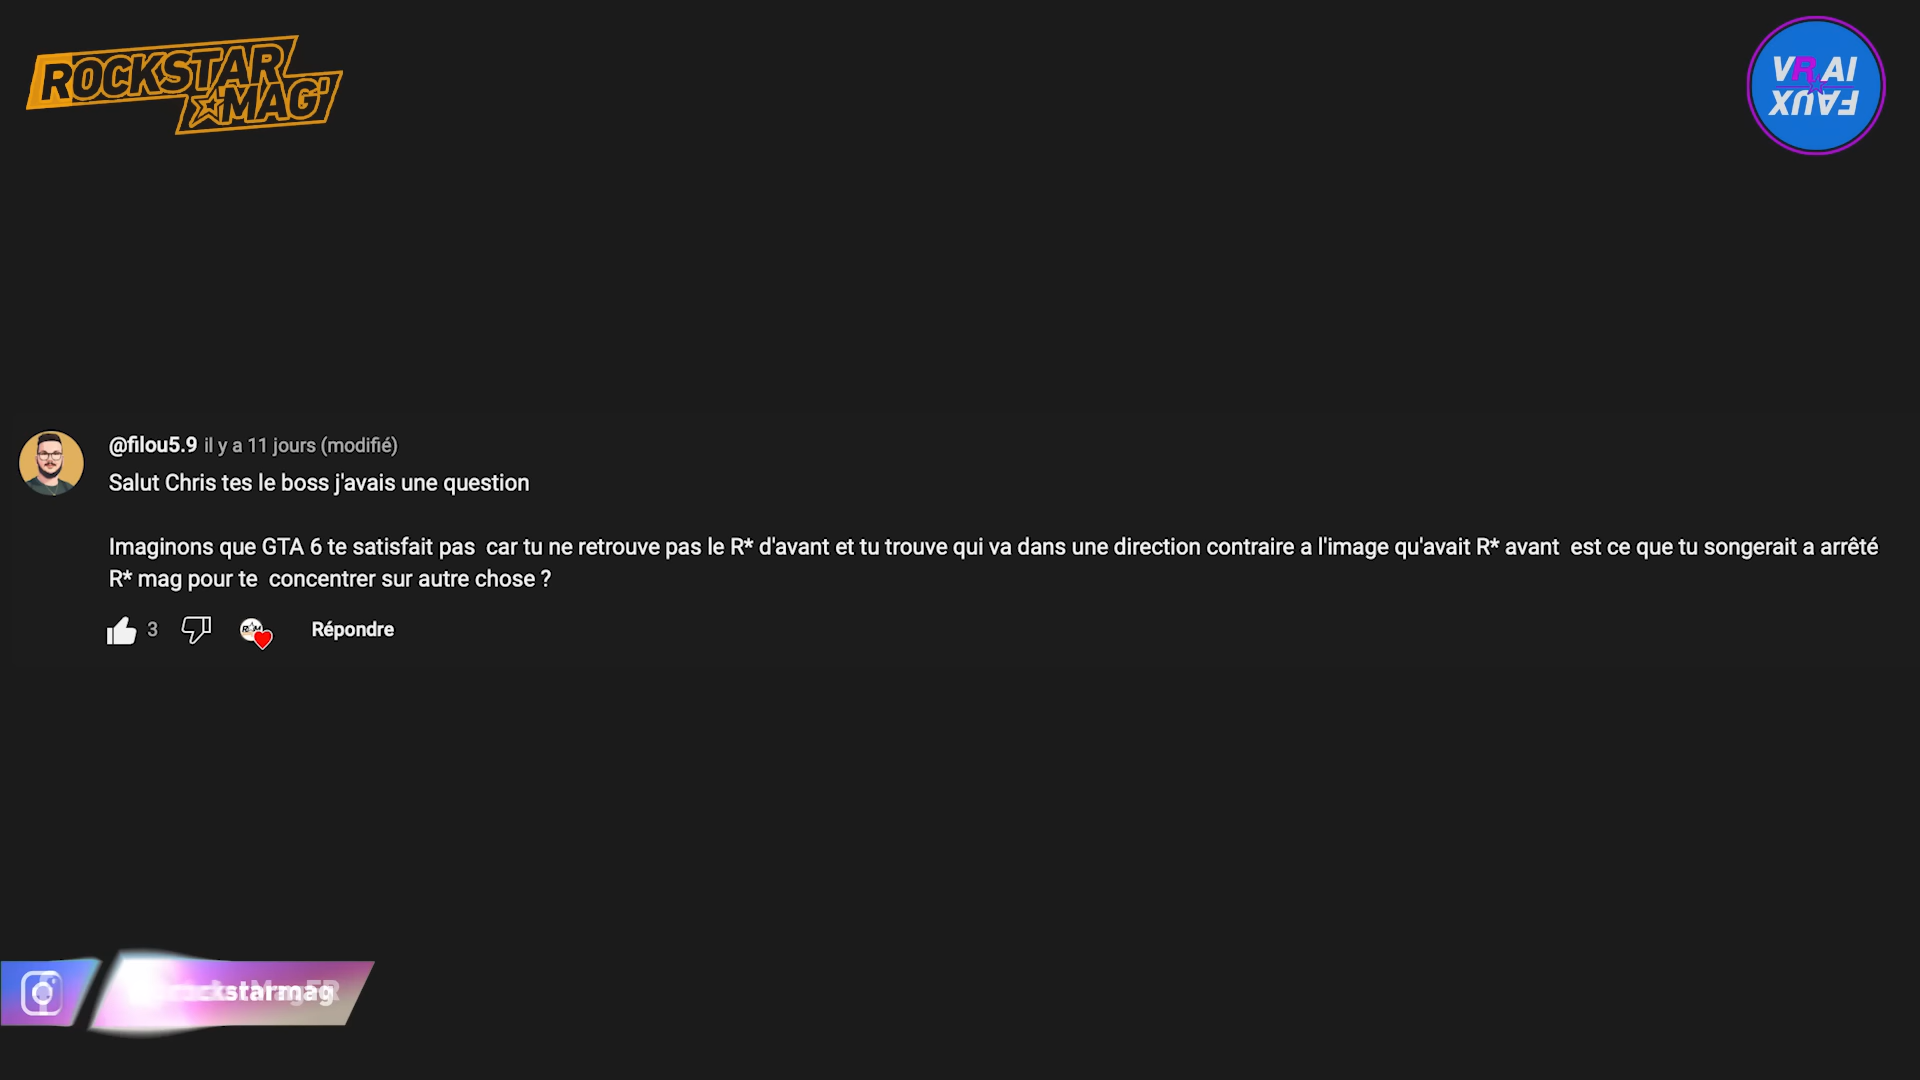 ROCKSTAR
MAG'
VRAI
FAUX
@filou5.9 il y a 11 jours (modifié)
Salut Chris tes le boss j'avais une question
Imaginons que GTA 6 te satisfait pas  car tu ne retrouve pas le R* d'avant et tu trouve qui va dans une direction contraire a l'image qu'avait R* avant  est ce que tu songerait a arrêté
R* mag pour te  concentrer sur autre chose ?
3
Répondre